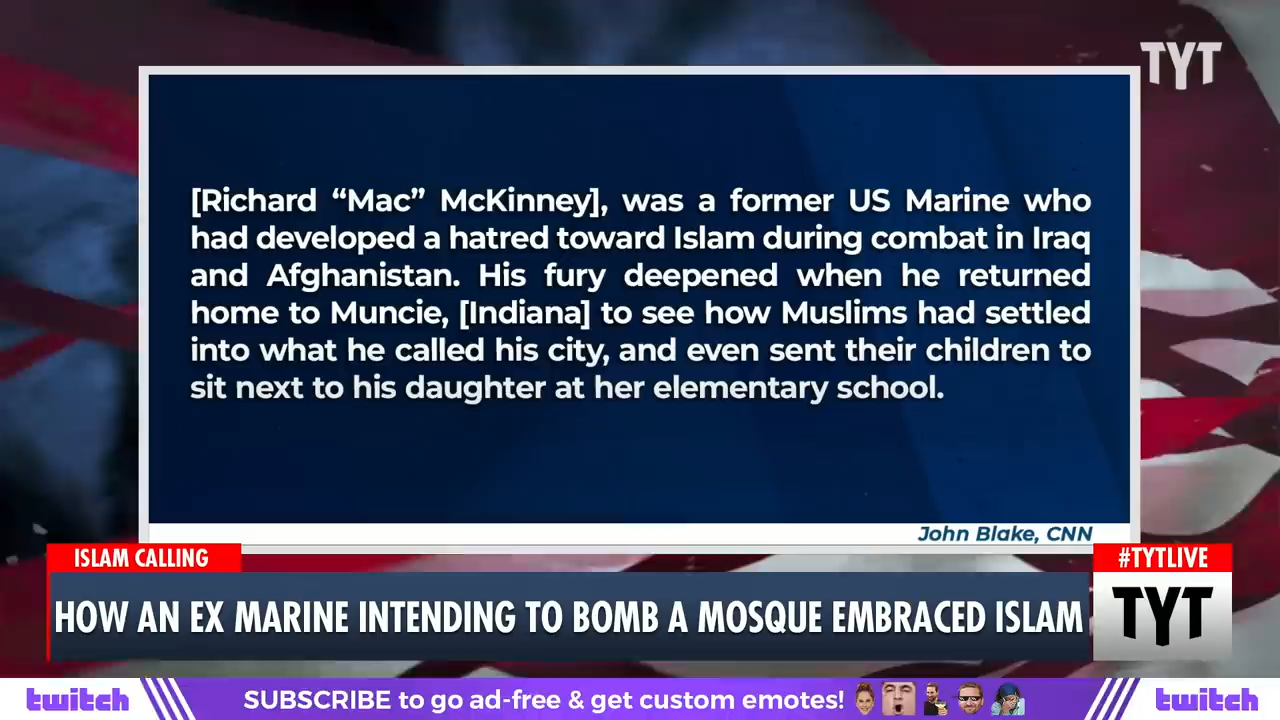 TYT
[Richard “Mac” McKinney], was a former US Marine who
had developed a hatred toward Islam during combat in Iraq
and Afghanistan. His fury deepened when he returned
home to Muncie, [Indiana] to see how Muslims had settled
into what he called his city, and even sent their children to
sit next to his daughter at her elementary school.
John Blake, CNN
ISLAM CALLING
#TYTLIVE
HOW AN EX MARINE INTENDING TO BOMB A MOSQUE EMBRACED ISLAM
TYT
twitch
SUBSCRIBE to go ad-free & get custom emotes!
twitch